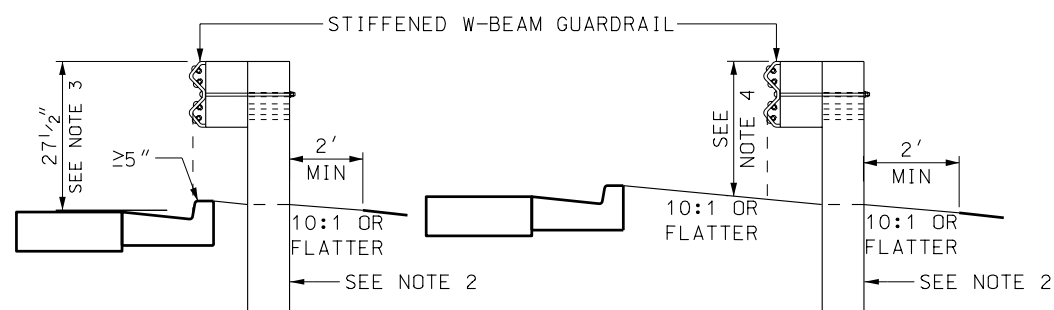 STIFFENED W-BEAM GUARDRAIL
27 1/2"
SEE NOTE 3
≥5"
2'
MIN
10:1 OR
FLATTER
SEE NOTE 2
SEE
NOTE 4
10:1 OR
FLATTER
2'
MIN
10:1 OR
FLATTER
SEE NOTE 2